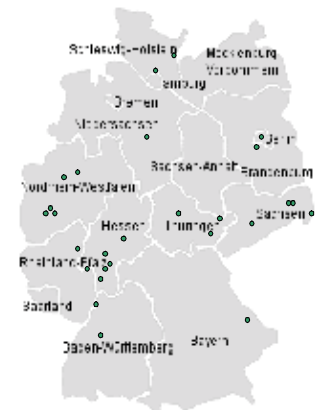 Schleswig-Holstein
Mecklenburg
Vorpommern
Hamburg
Bremen
Niedersachsen
Berlin
Sachsen-Anhalt
Brandenburg
Nordrhein-Westfalen
Sachsen
Hessen
Thüringen
Rheinland-Pfalz
Saarland
Baden-Württemberg
Bayern